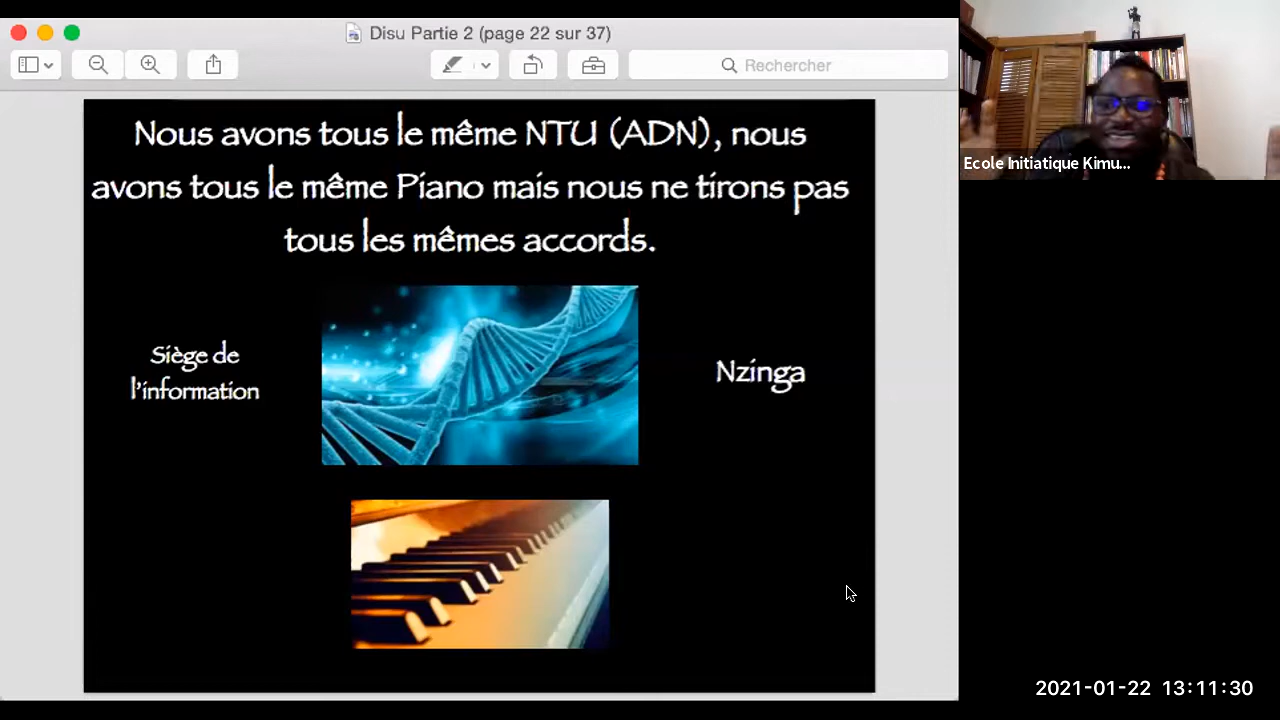 Disu Partie 2 (page 22 sur 37)
Rechercher
Nous avons tous le même NTU (ADN), nous
avons tous le même Piano mais nous ne tirons pas
tous les mêmes accords.
Siège de
l'information
Nzinga
Ecole Initiatique Kimu...
2021-01-22 13:11:30